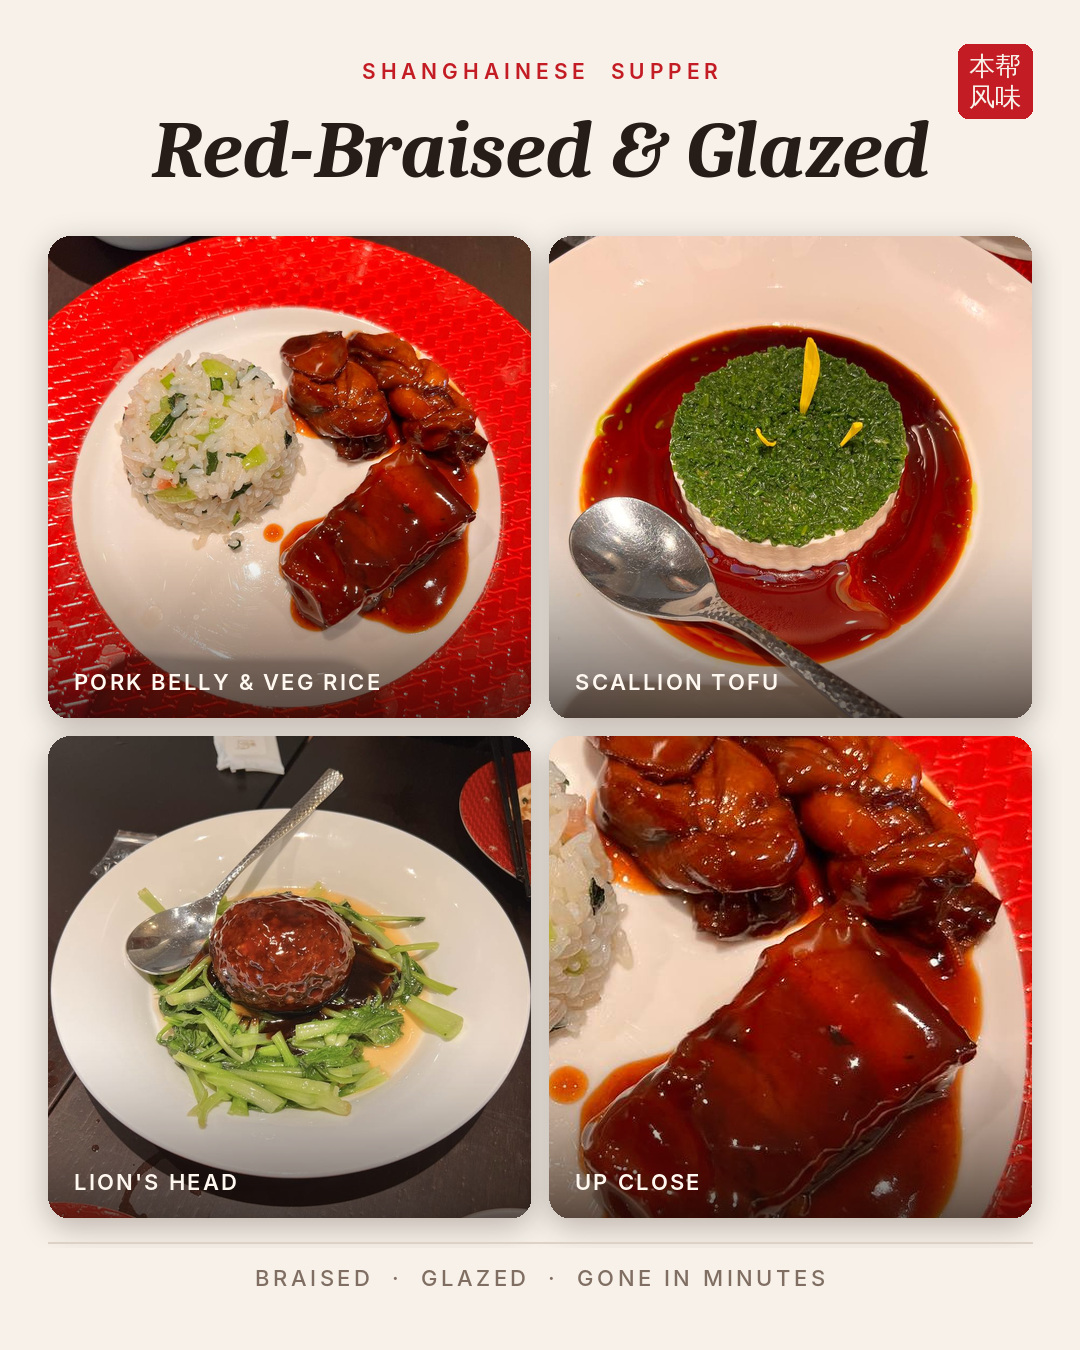 SHANGHAINESE SUPPER
本帮
风味
Red-Braised & Glazed
PORK BELLY & VEG RICE
SCALLION TOFU
LION'S HEAD
UP CLOSE
BRAISED · GLAZED · GONE IN MINUTES